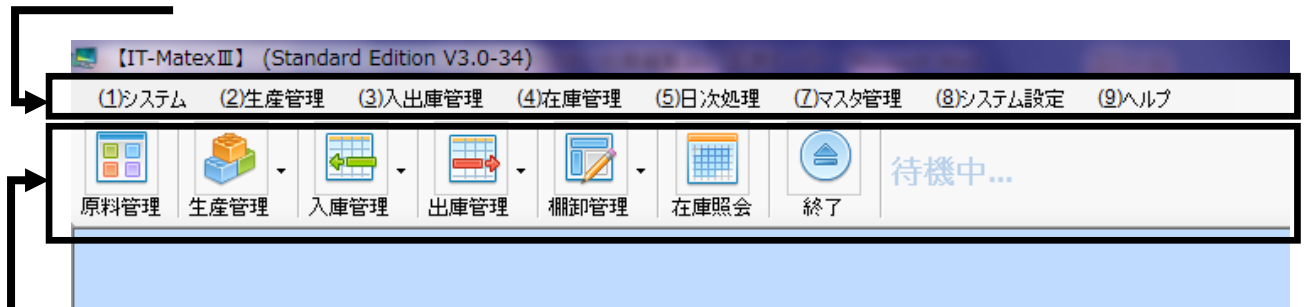 【IT-MatexⅢ】 (Standard Edition V3.0-34)
(1)システム (2)生産管理 (3)入出庫管理 (4)在庫管理 (5)日次処理 (7)マスタ管理 (8)システム設定 (9)ヘルプ
原料管理 生産管理 入庫管理 出庫管理 棚卸管理 在庫照会 終了 待機中...